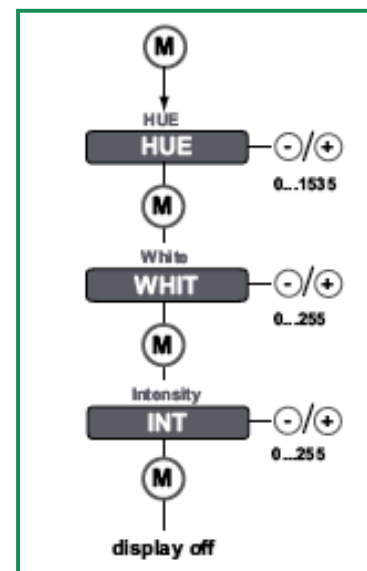 M
HUE
HUE
-/+
0...1535
M
White
WHIT
-/+
0...255
M
Intensity
INT
-/+
0...255
M
display off